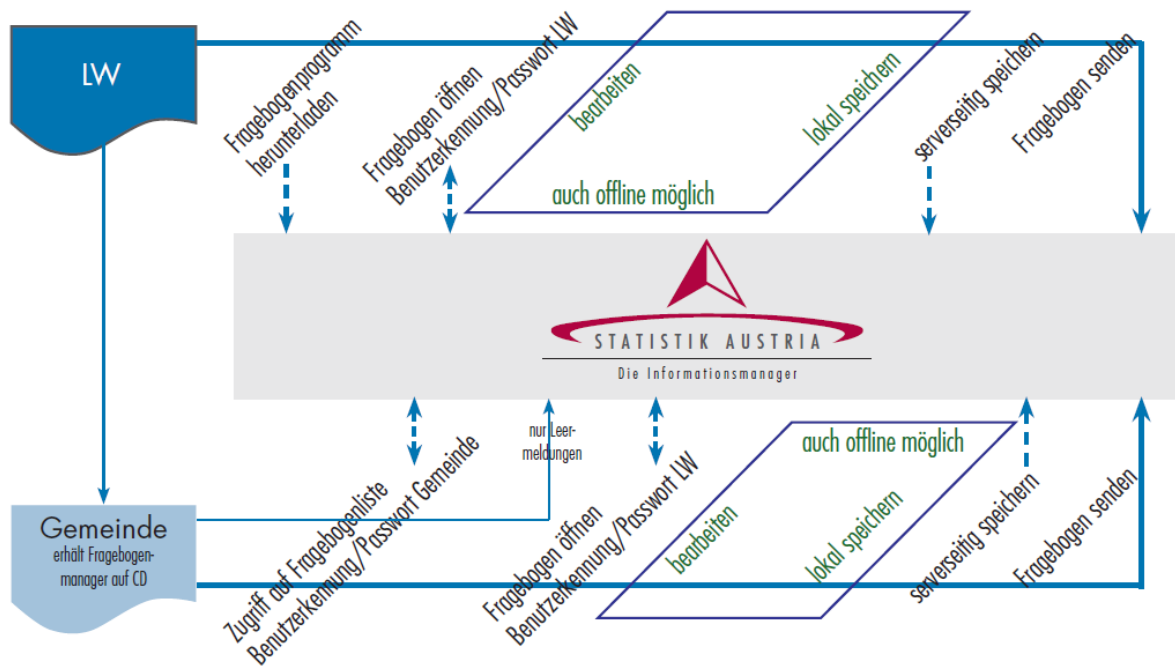 LW
Fragebogenprogramm
herunterladen
Fragebogen öffnen
Benutzerkennung/Passwort LW
bearbeiten
lokal speichern
auch offline möglich
serverseitig speichern
Fragebogen senden
STATISTIK AUSTRIA
Die Informationsmanager
Gemeinde
erhält Fragebogen-
manager auf CD
Zugriff auf Fragebogenliste
Benutzerkennung/Passwort Gemeinde
nur Leer-
meldungen
Fragebogen öffnen
Benutzerkennung/Passwort LW
auch offline möglich
bearbeiten
lokal speichern
serverseitig speichern
Fragebogen senden